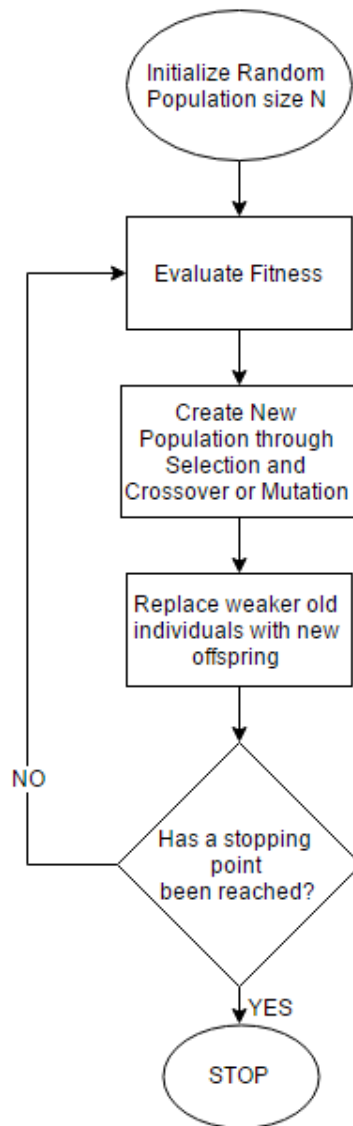 Initialize Random
Population size N
Evaluate Fitness
Create New
Population through
Selection and
Crossover or Mutation
Replace weaker old
individuals with new
offspring
NO
Has a stopping
point
been reached?
YES
STOP